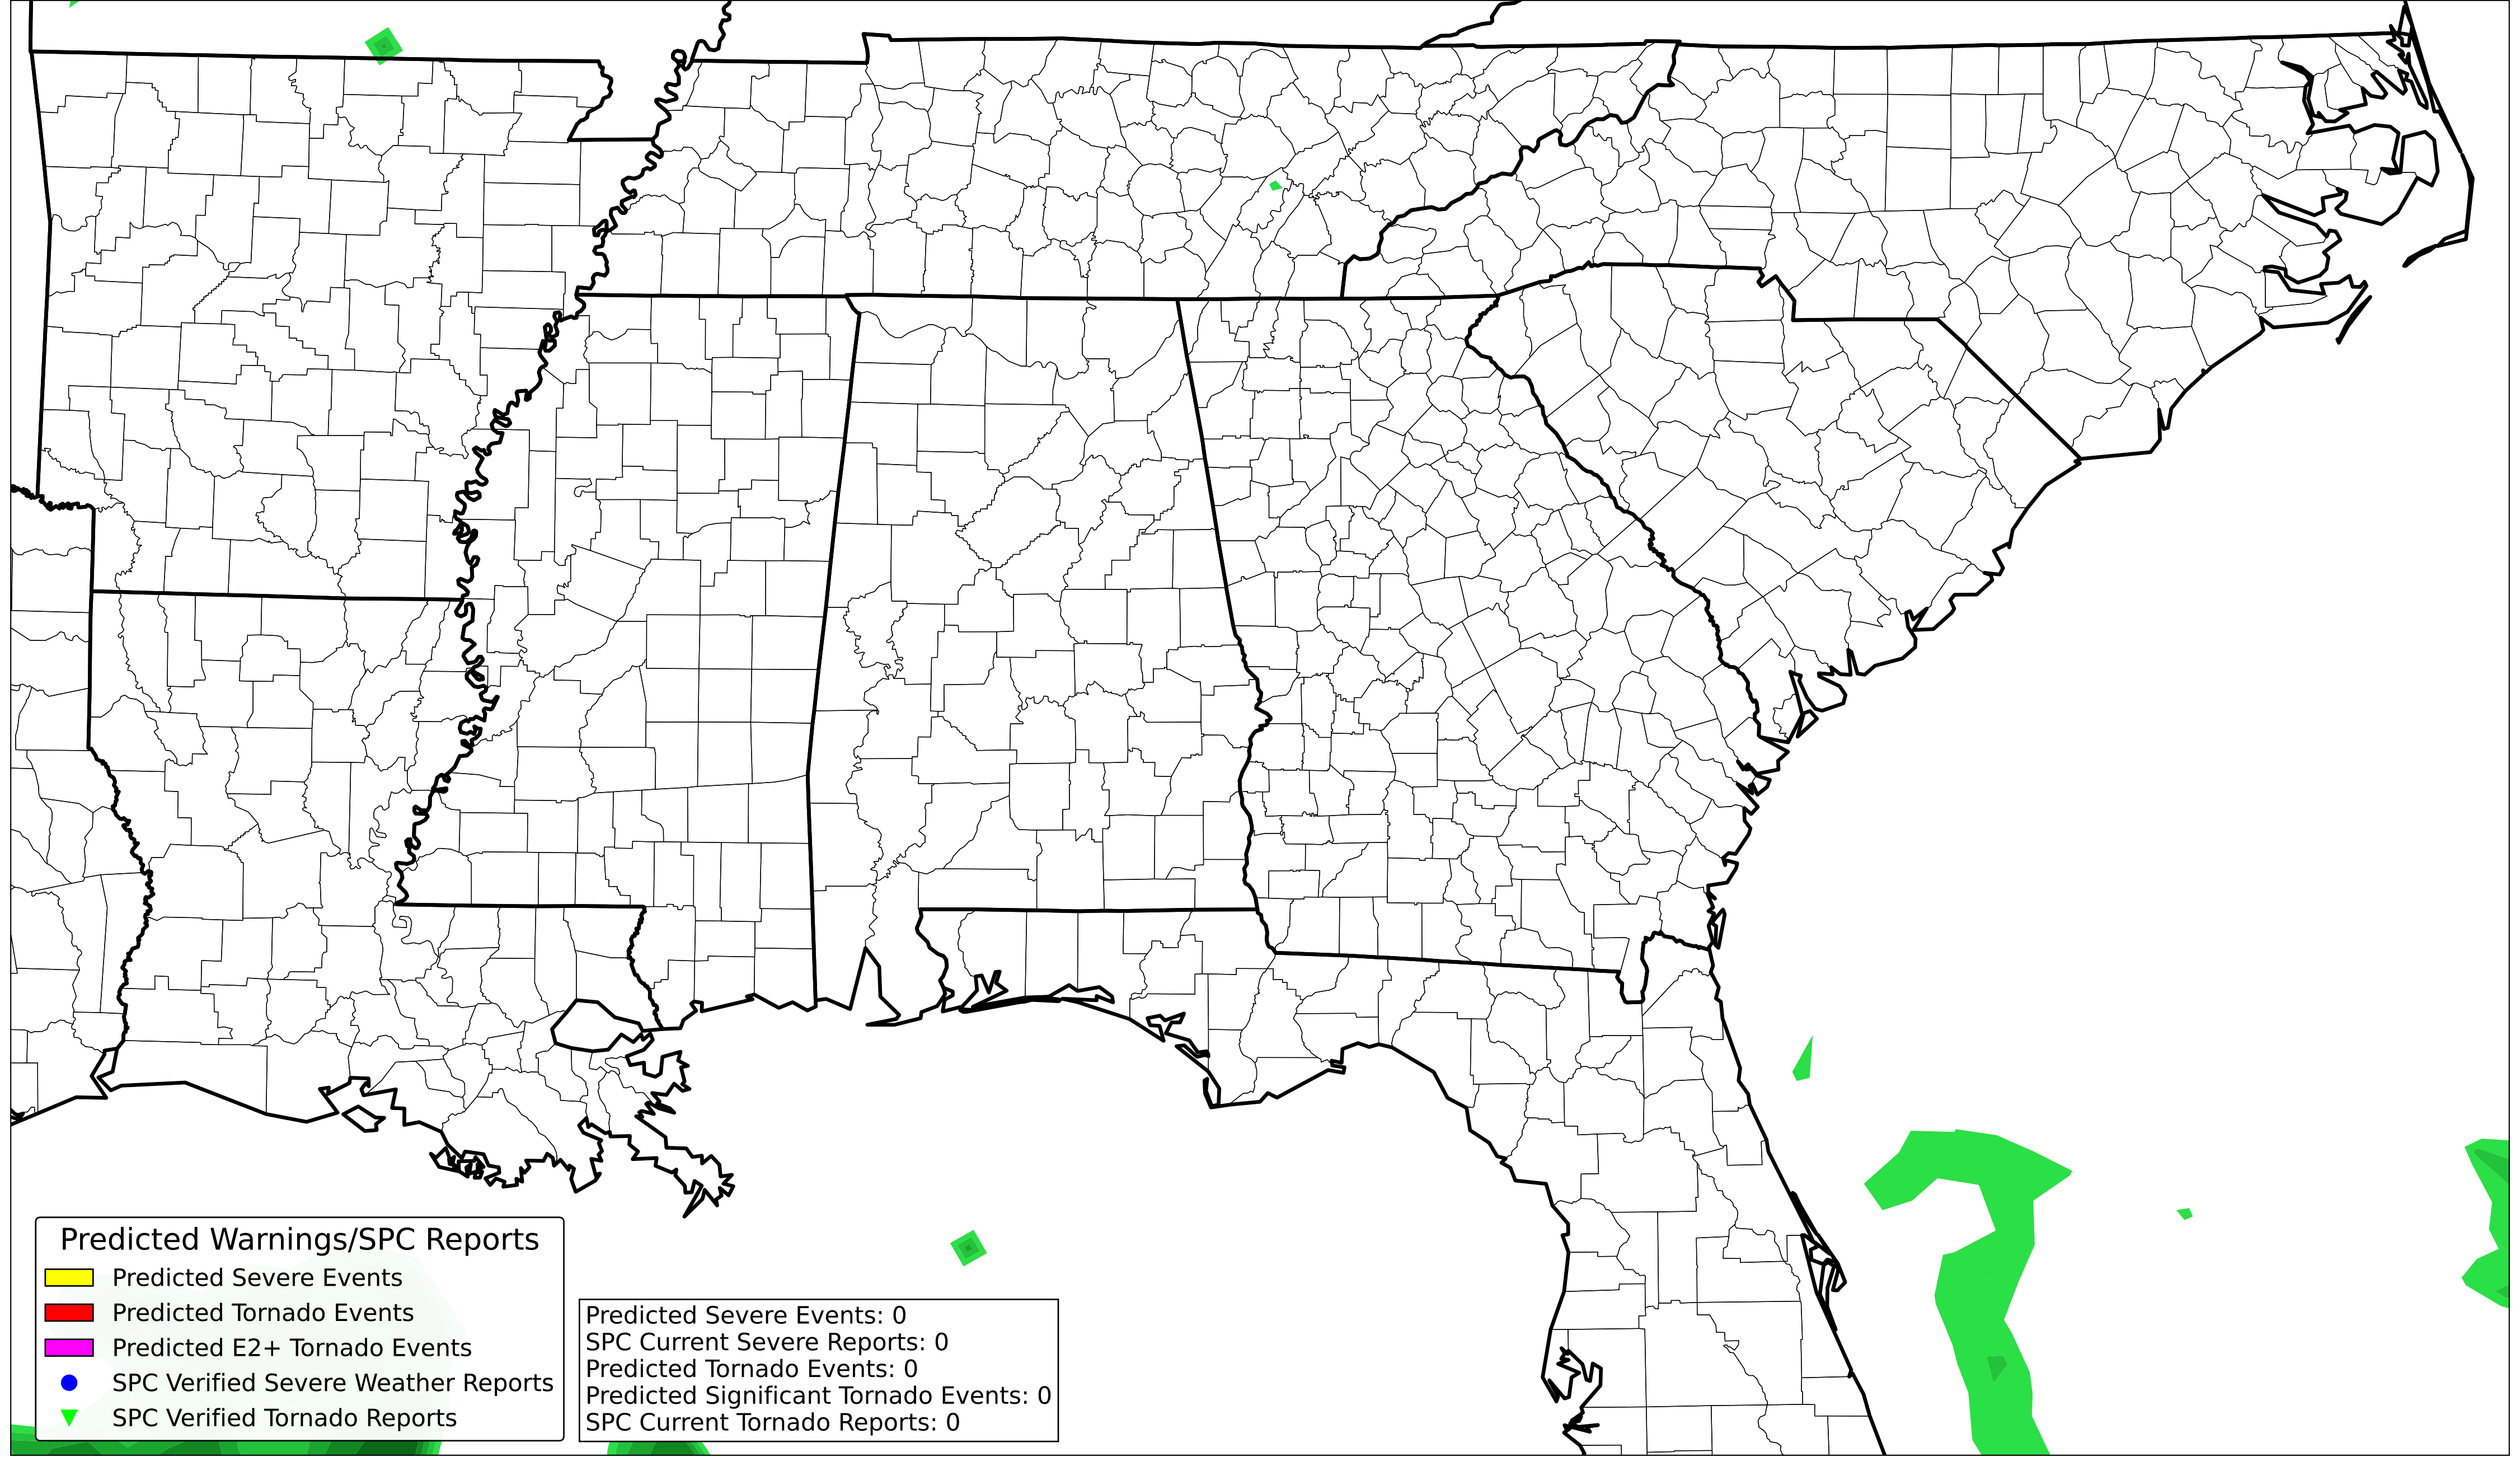 Predicted Warnings/SPC Reports
Predicted Severe Events
Predicted Tornado Events
Predicted E2+ Tornado Events
SPC Verified Severe Weather Reports
SPC Verified Tornado Reports
Predicted Severe Events: 0
SPC Current Severe Reports: 0
Predicted Tornado Events: 0
Predicted Significant Tornado Events: 0
SPC Current Tornado Reports: 0